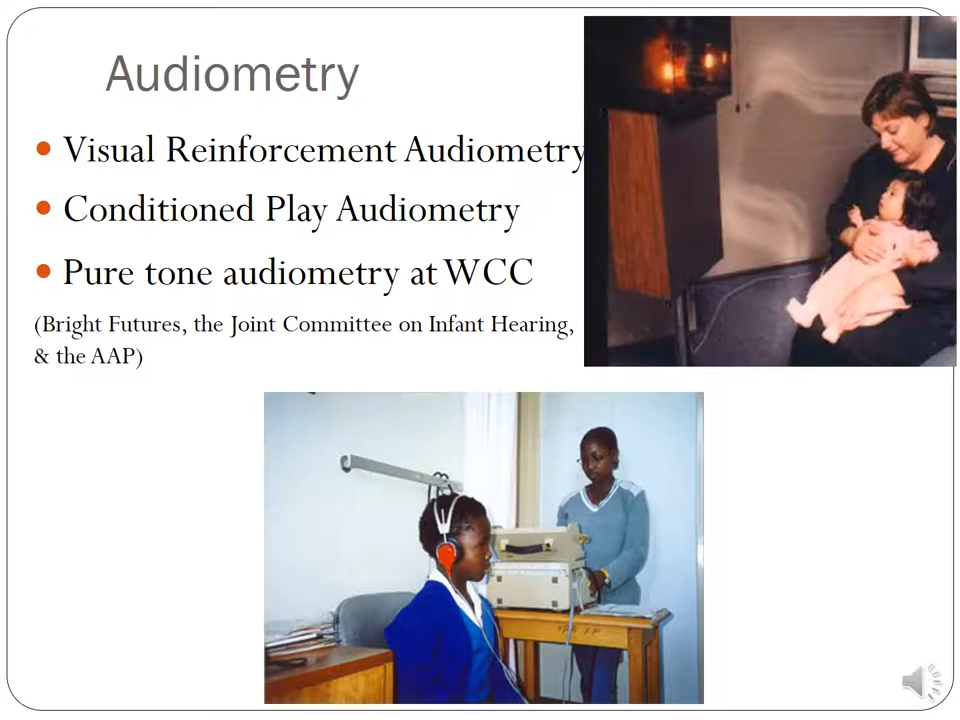 Audiometry
Visual Reinforcement Audiometry
Conditioned Play Audiometry
Pure tone audiometry at WCC
(Bright Futures, the Joint Committee on Infant Hearing,
& the AAP)